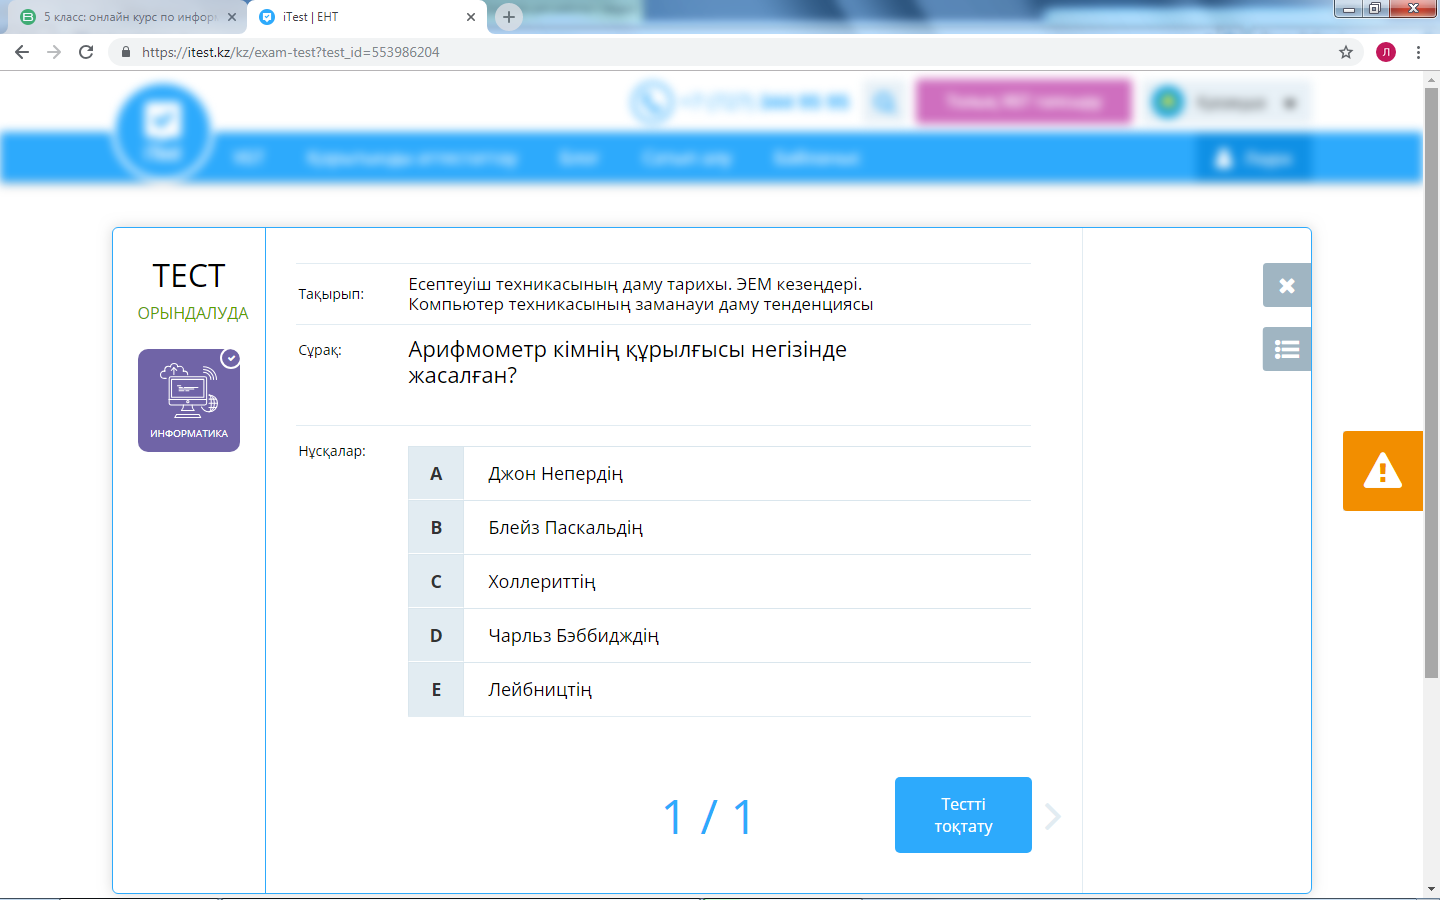 5 класс: онлайн курс по информ
iTest | ЕНТ
https://itest.kz/kz/exam-test?test_id=553986204
Л
ТЕСТ
ОРЫНДАЛУДА
ИНФОРМАТИКА
Тақырып:
Есептеуіш техникасының даму тарихы. ЭЕМ кезеңдері.
Компьютер техникасының заманауи даму тенденциясы
Сұрақ:
Арифмометр кімнің құрылғысы негізінде
жасалған?
Нұсқалар:
A Джон Непердің
B Блейз Паскальдің
C Холлериттің
D Чарльз Бэббидждің
E Лейбництің
1 / 1
Тестті
тоқтату